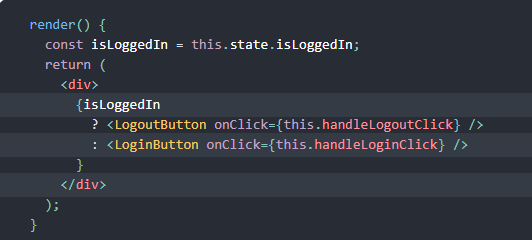 render() {
  const isLoggedIn = this.state.isLoggedIn;
  return (
    <div>
      {isLoggedIn
        ? <LogoutButton onClick={this.handleLogoutClick} />
        : <LoginButton onClick={this.handleLoginClick} />
      }
    </div>
  );
}